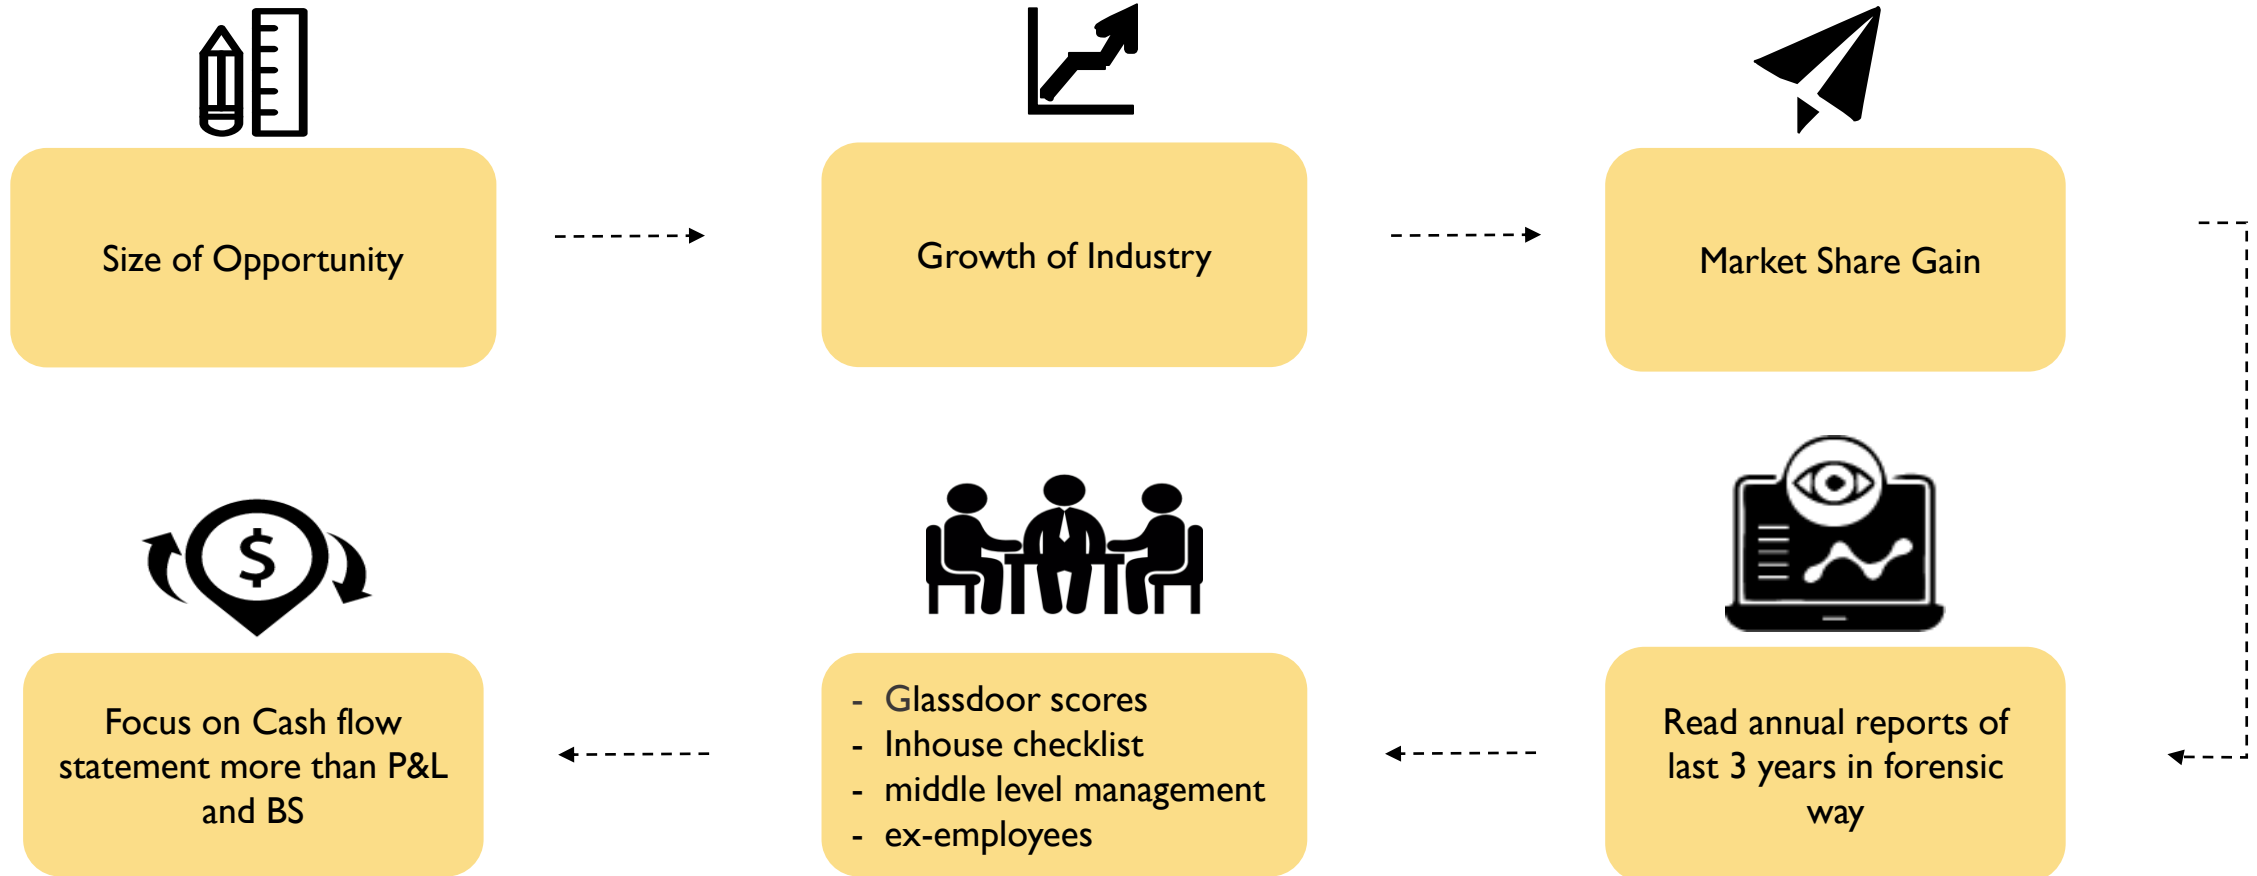 Size of Opportunity
Growth of Industry
Market Share Gain
$
Read annual reports of
last 3 years in forensic
way
- Glassdoor scores
- Inhouse checklist
- middle level management
- ex-employees
Focus on Cash flow
statement more than P&L
and BS